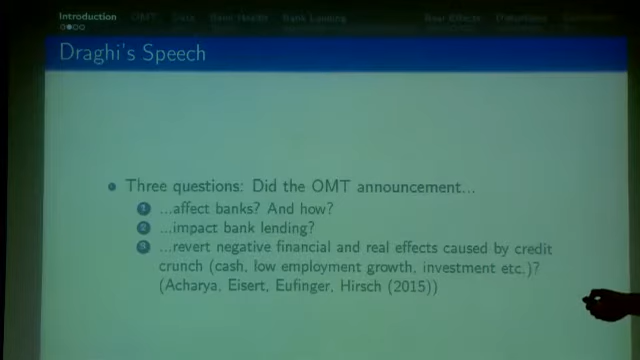 Introduction OMT Data Bank Health Bank Lending Real Effects
Draghi's Speech
Three questions: Did the OMT announcement...
1 ...affect banks? And how?
2 ...impact bank lending?
3 ...revert negative financial and real effects caused by credit
crunch (cash, low employment growth, investment etc.)?
(Acharya, Eisert, Eufinger, Hirsch (2015))